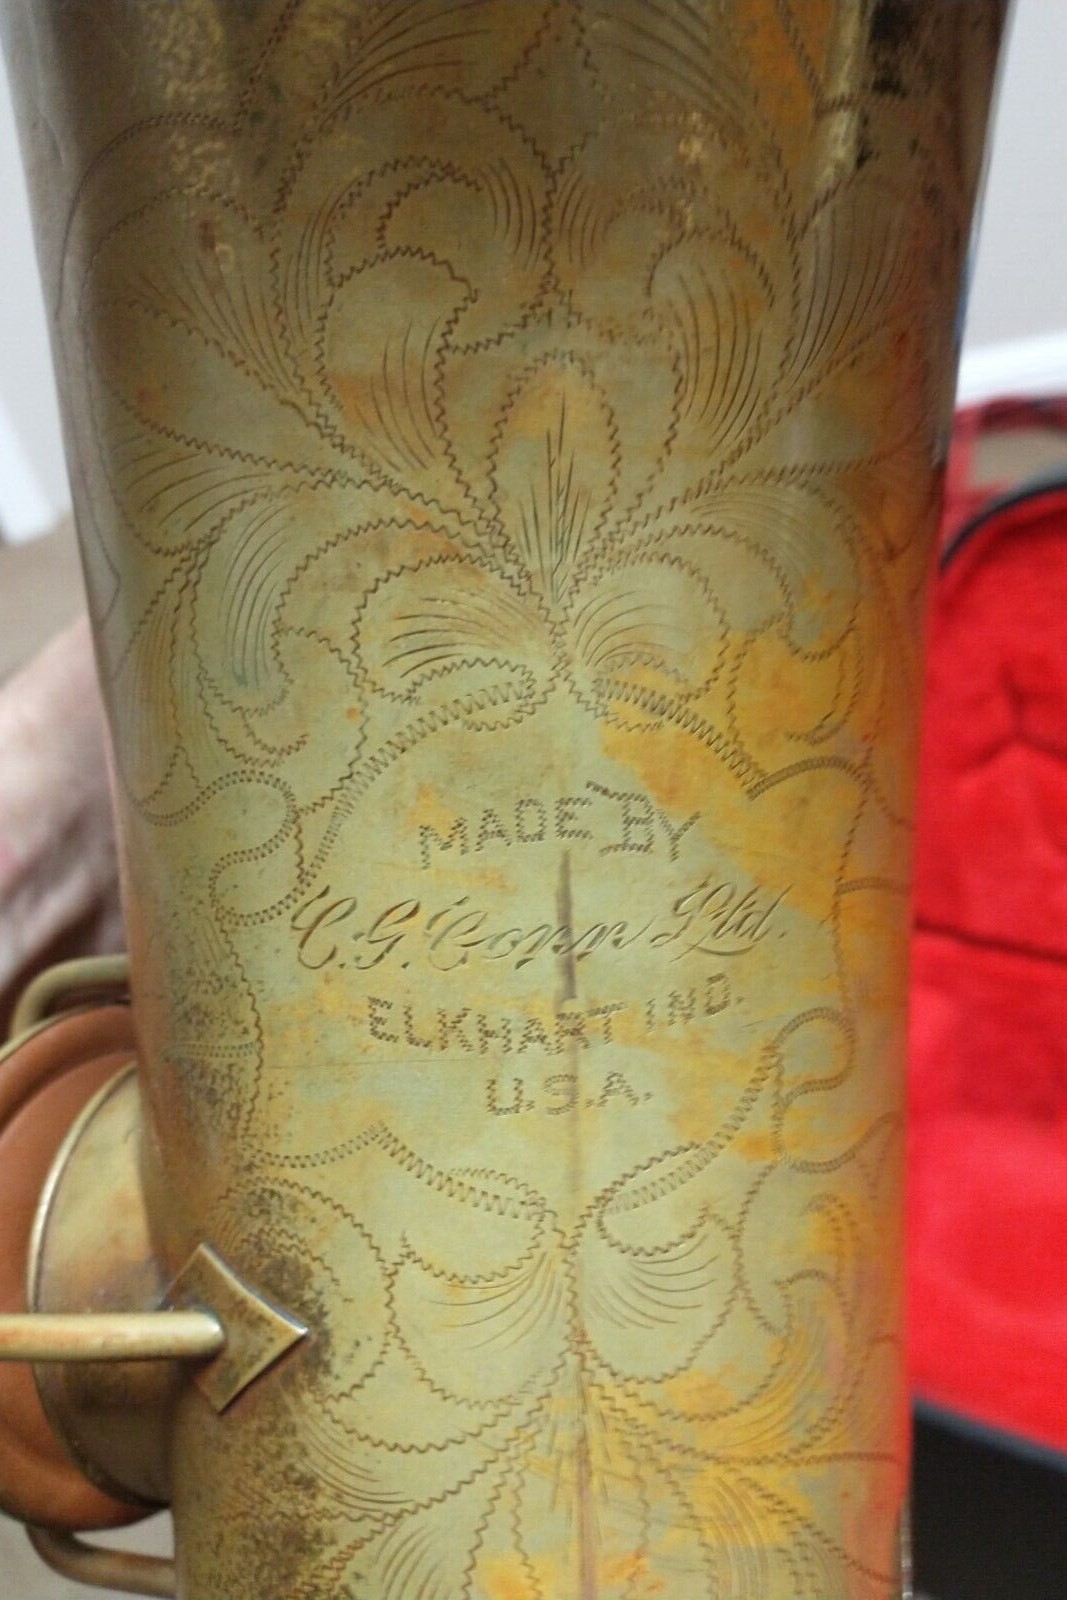 MADE BY
C.G. Conn Ltd.
ELKHART IND.
U.S.A.